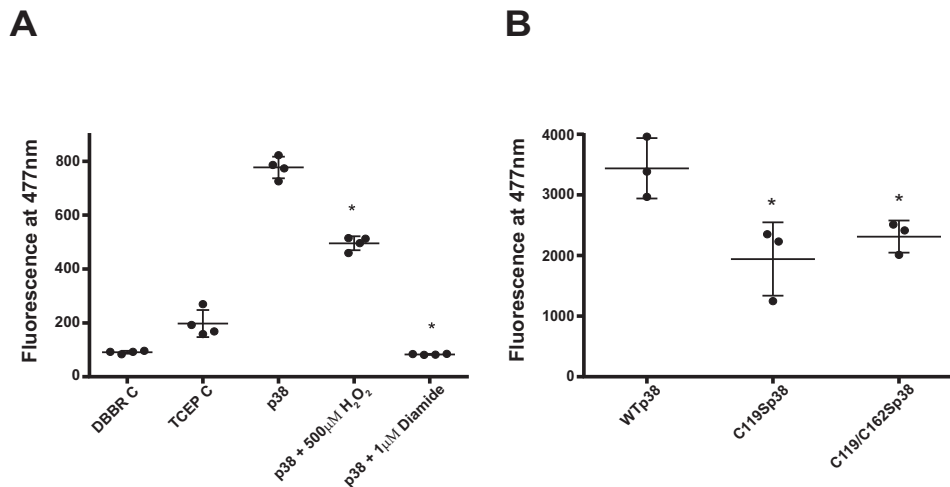 A
B
Fluorescence at 477nm
800
600
400
200
0
*
*
DBBR C
TCEP C
p38
p38 + 500μM H₂O₂
p38 + 1μM Diamide
Fluorescence at 477nm
4000
3000
2000
1000
0
*
*
WTp38
C119Sp38
C119/C162Sp38